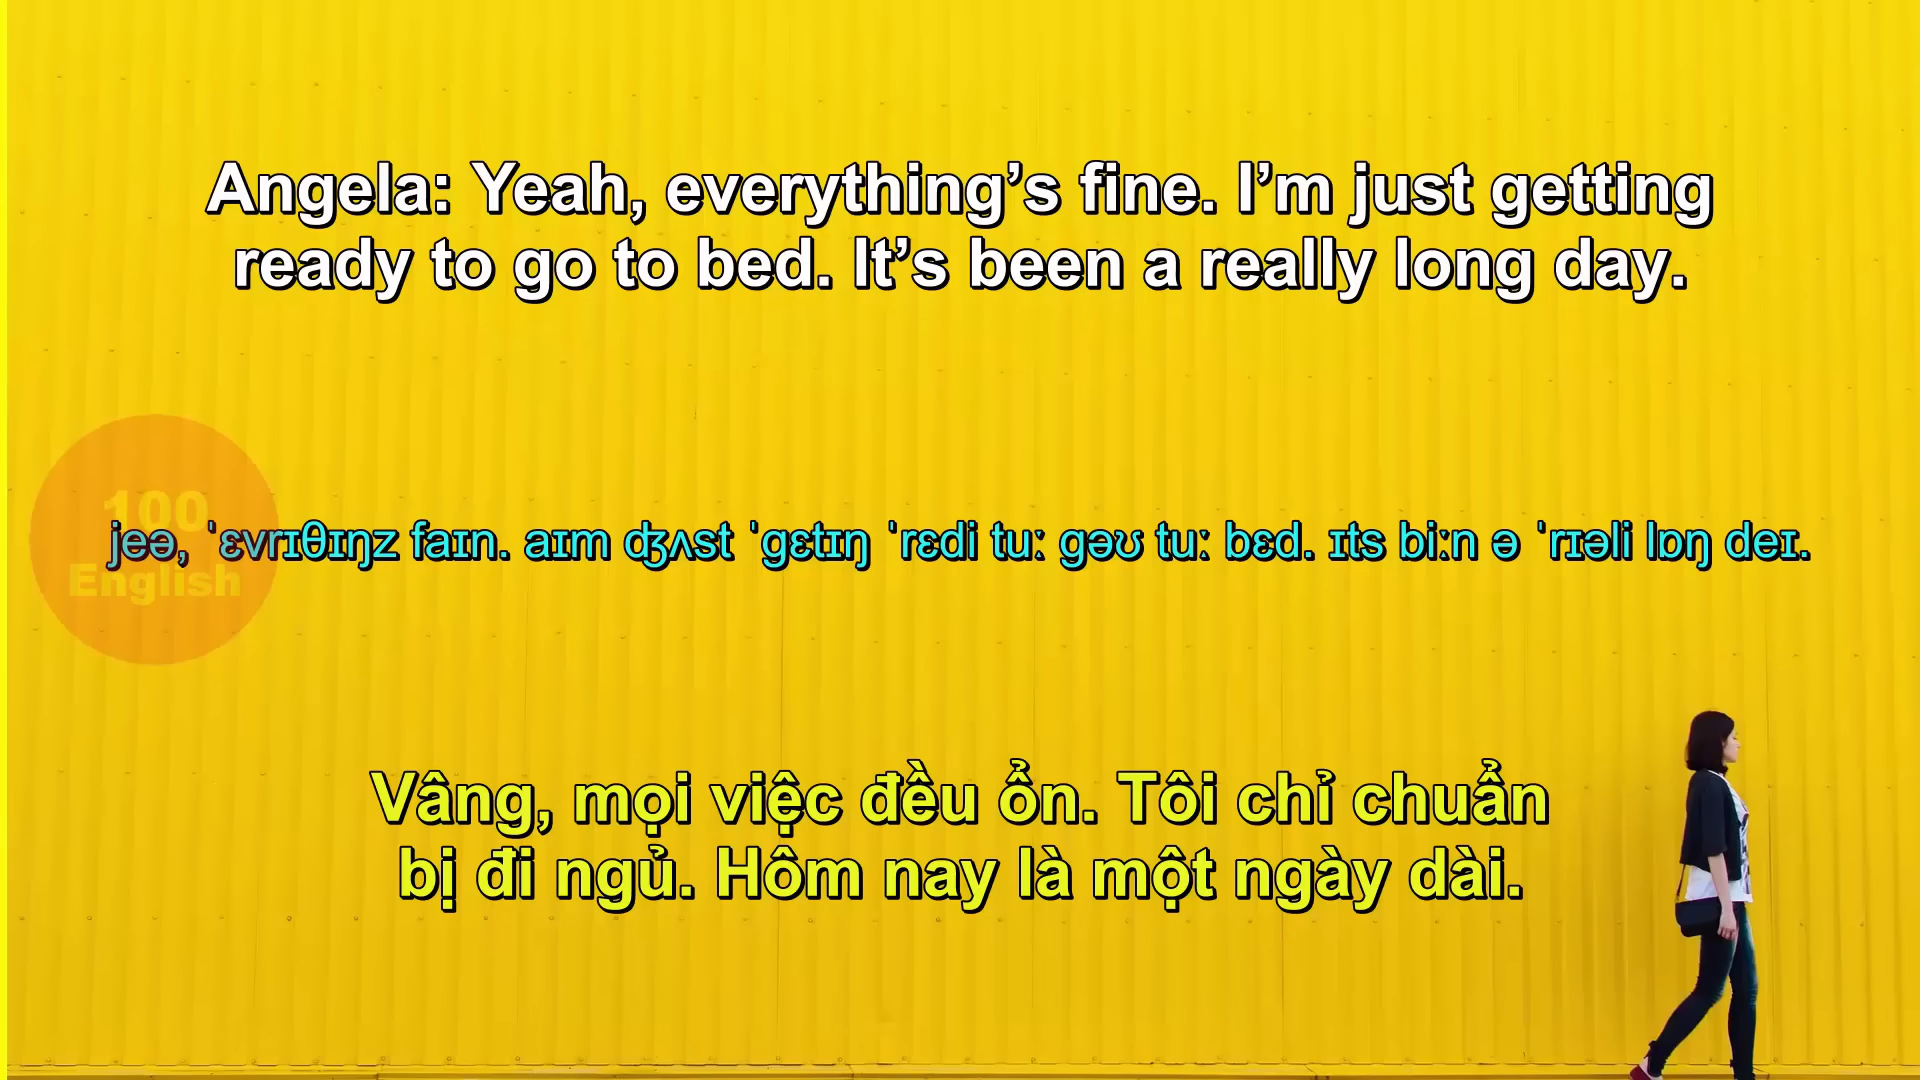 Angela: Yeah, everything’s fine. I’m just getting
ready to go to bed. It’s been a really long day.
100
English
jeə, ˈɛvrɪθɪŋz faɪn. aɪm ʤʌst ˈgɛtɪŋ ˈrɛdi tuː gəʊ tuː bɛd. ɪts biːn ə ˈrɪəli lɒŋ deɪ.
Vâng, mọi việc đều ổn. Tôi chỉ chuẩn
bị đi ngủ. Hôm nay là một ngày dài.